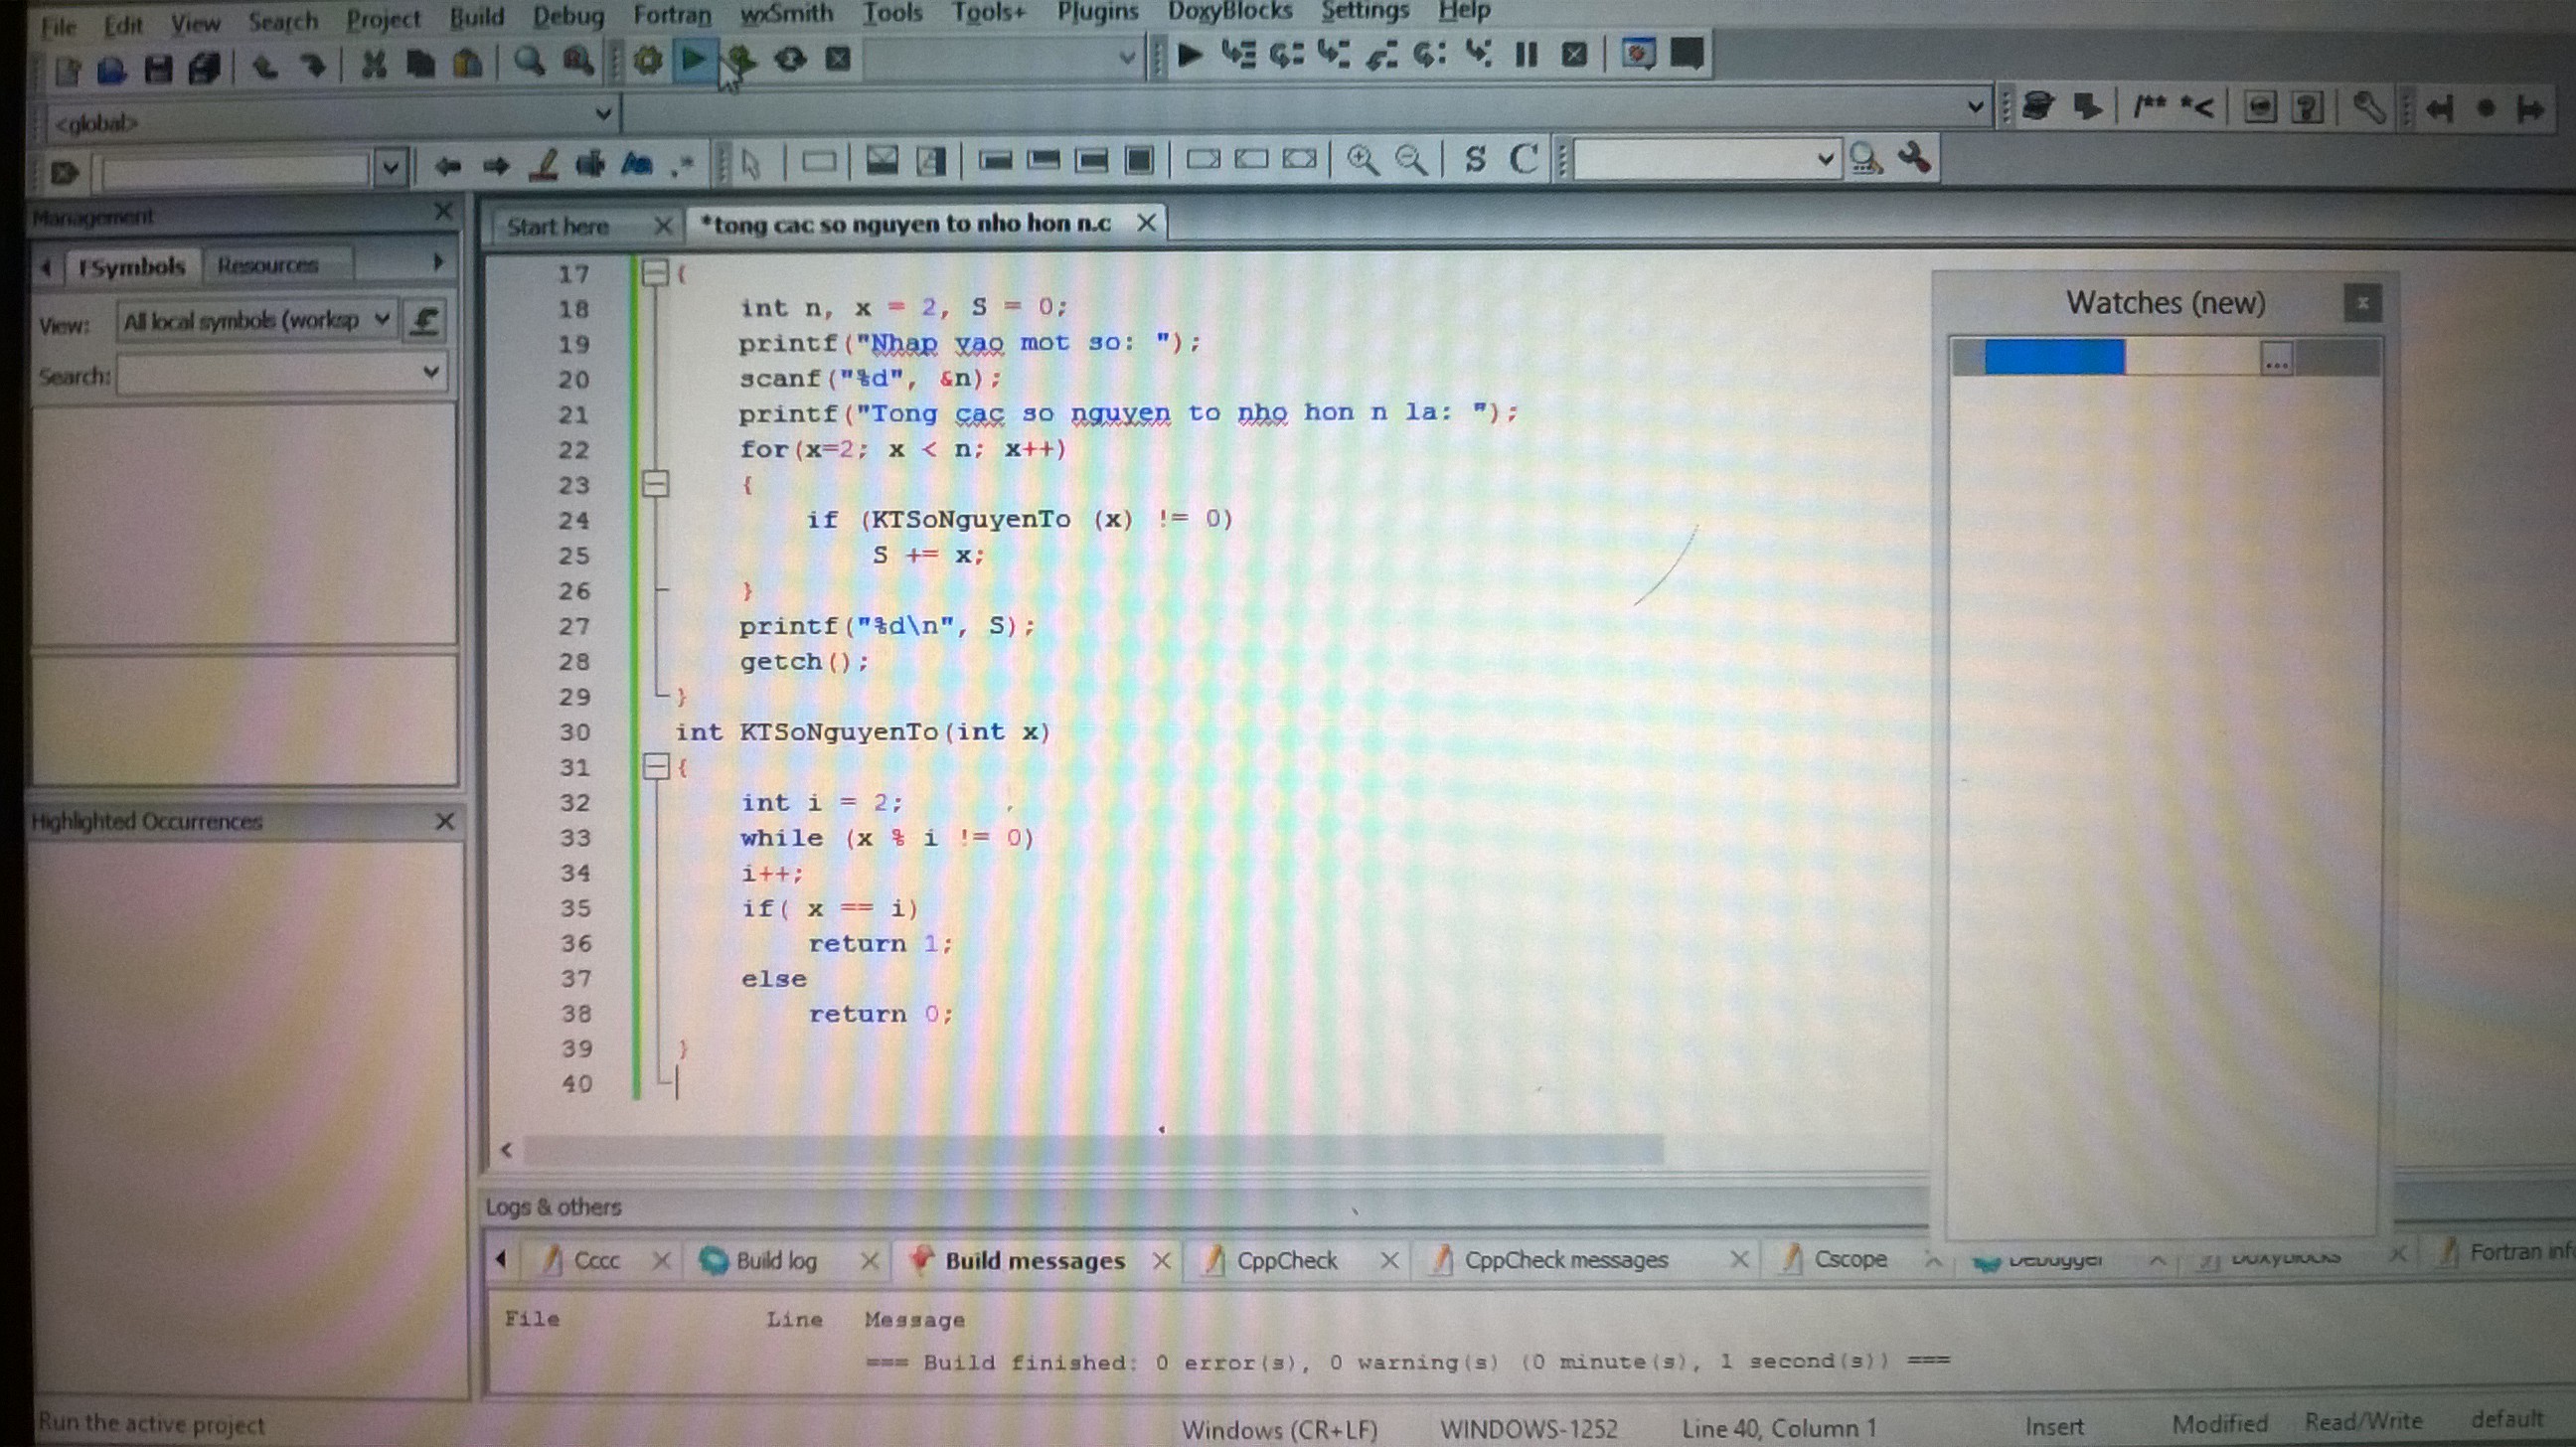 File Edit View Search Project Build Debug Fortran wxSmith Tools Tools+ Plugins DoxyBlocks Settings Help
<global>
/** *<
S C
Management
Start here
*tong cac so nguyen to nho hon n.c
FSymbols Resources
View: All local symbols (worksp
Search:
Highlighted Occurrences
17 {
18 int n, x = 2, S = 0;
19 printf("Nhap vao mot so: ");
20 scanf("%d", &n);
21 printf("Tong cac so nguyen to nho hon n la: ");
22 for(x=2; x < n; x++)
23 {
24 if (KTSoNguyenTo (x) != 0)
25 S += x;
26 }
27 printf("%d\n", S);
28 getch();
29 }
30 int KTSoNguyenTo(int x)
31 {
32 int i = 2;
33 while (x % i != 0)
34 i++;
35 if( x == i)
36 return 1;
37 else
38 return 0;
39 }
40
Watches (new)
...
Logs & others
Cccc Build log Build messages CppCheck CppCheck messages Cscope Debugger DoxyBlocks Fortran inf
File Line Message
=== Build finished: 0 error(s), 0 warning(s) (0 minute(s), 1 second(s)) ===
Run the active project Windows (CR+LF) WINDOWS-1252 Line 40, Column 1 Insert Modified Read/Write default